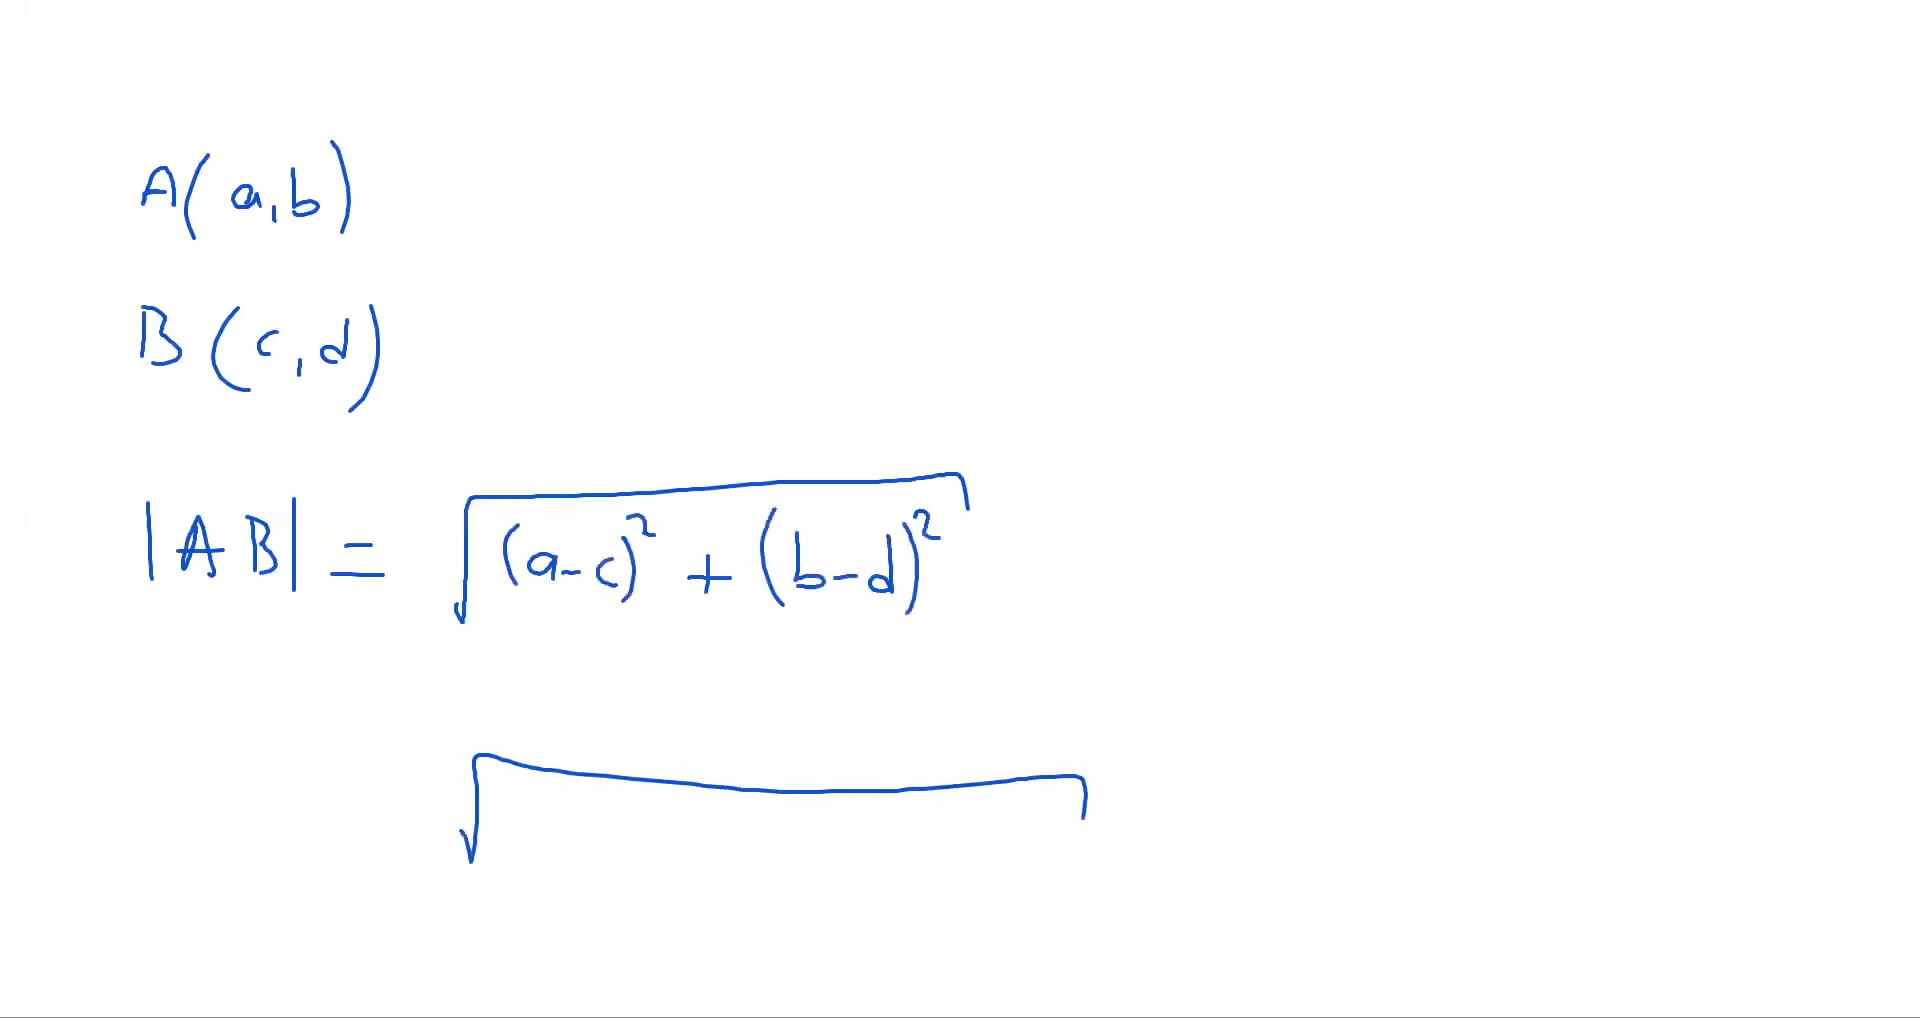 A(a,b)
B(c,d)
|AB| = √((a-c)² + (b-d)²)
√